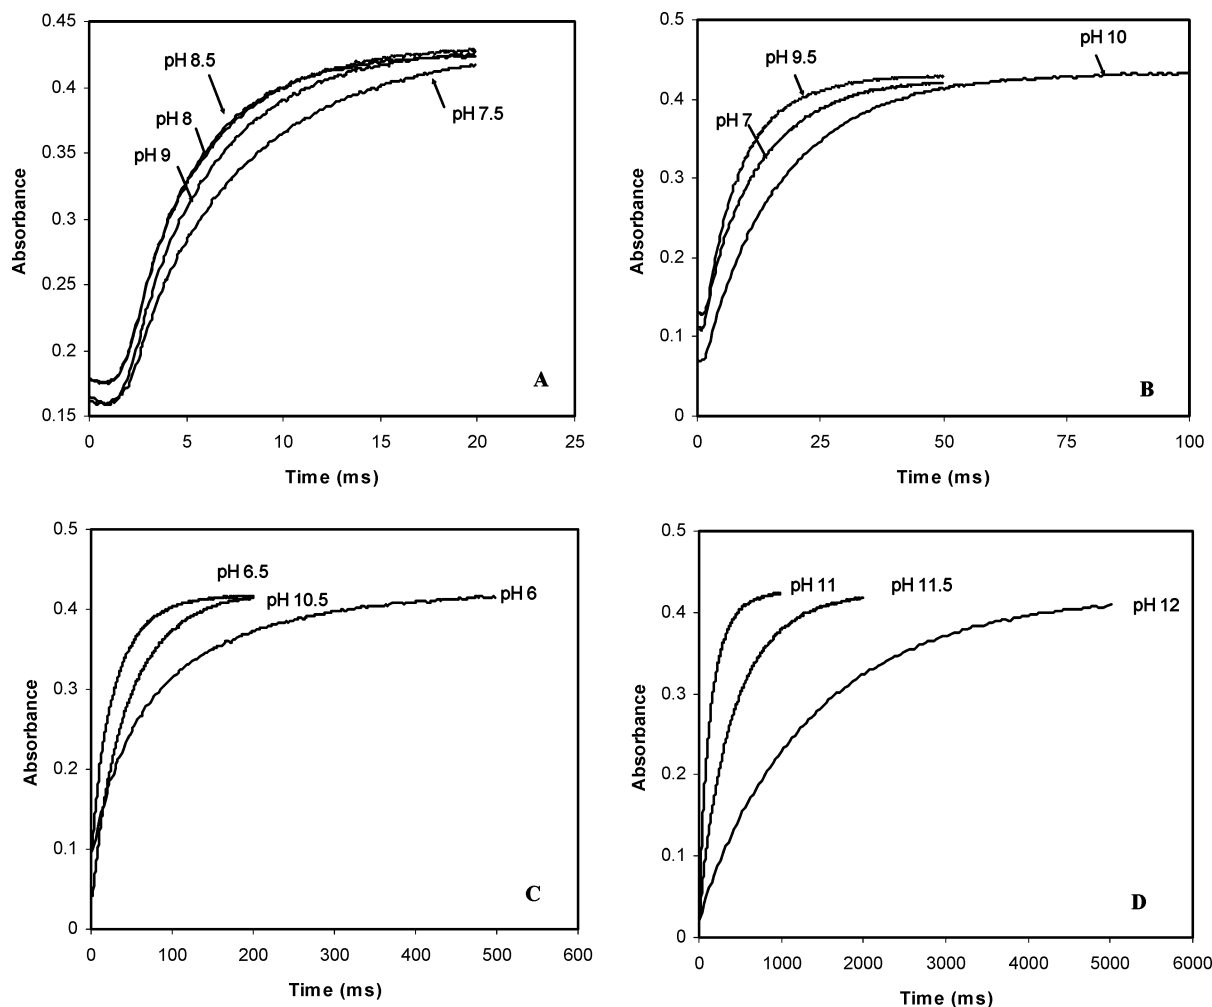 0.45
0.4
0.35
0.3
0.25
0.2
0.15
0
5
10
15
20
25
Absorbance
Time (ms)
pH 8.5
pH 8
pH 9
pH 7.5
A
0.5
0.4
0.3
0.2
0.1
0
0
25
50
75
100
Absorbance
Time (ms)
pH 9.5
pH 7
pH 10
B
0.5
0.4
0.3
0.2
0.1
0
0
100
200
300
400
500
600
Absorbance
Time (ms)
pH 6.5
pH 10.5
pH 6
C
0.5
0.4
0.3
0.2
0.1
0
0
1000
2000
3000
4000
5000
6000
Absorbance
Time (ms)
pH 11
pH 11.5
pH 12
D